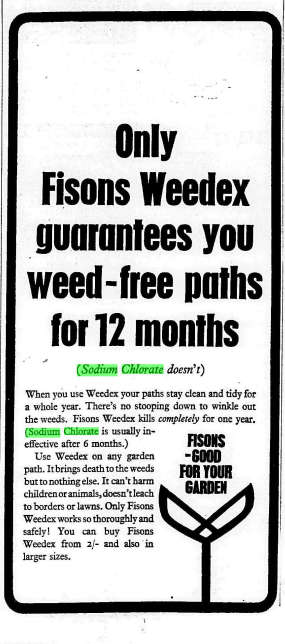 Only
Fisons Weedex
guarantees you
weed-free paths
for 12 months
(Sodium Chlorate doesn't)
When you use Weedex your paths stay clean and tidy for
a whole year. There's no stooping down to winkle out
the weeds. Fisons Weedex kills completely for one year.
(Sodium Chlorate is usually in-
effective after 6 months.)
Use Weedex on any garden
path. It brings death to the weeds
but to nothing else. It can't harm
children or animals, doesn't leach
to borders or lawns. Only Fisons
Weedex works so thoroughly and
safely! You can buy Fisons
Weedex from 2/- and also in
larger sizes.
FISONS
-GOOD
FOR YOUR
GARDEN